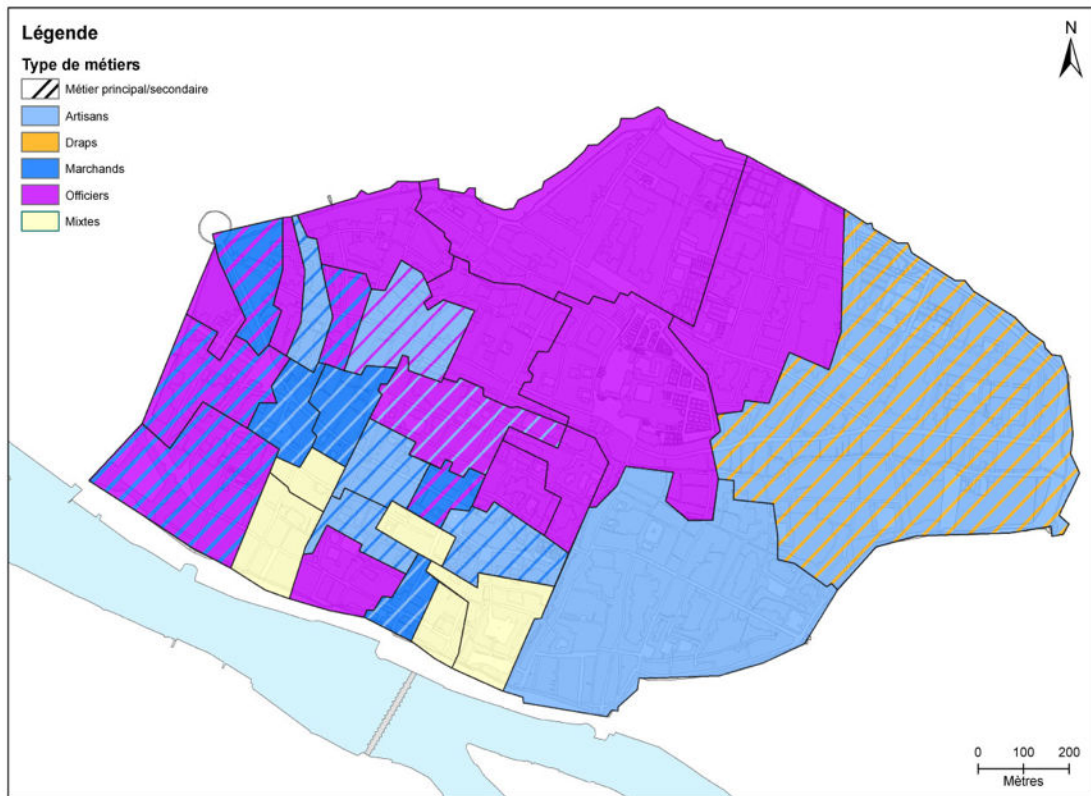 Légende
Type de métiers
Métier principal/secondaire
Artisans
Draps
Marchands
Officiers
Mixtes
N
0 100 200
Mètres